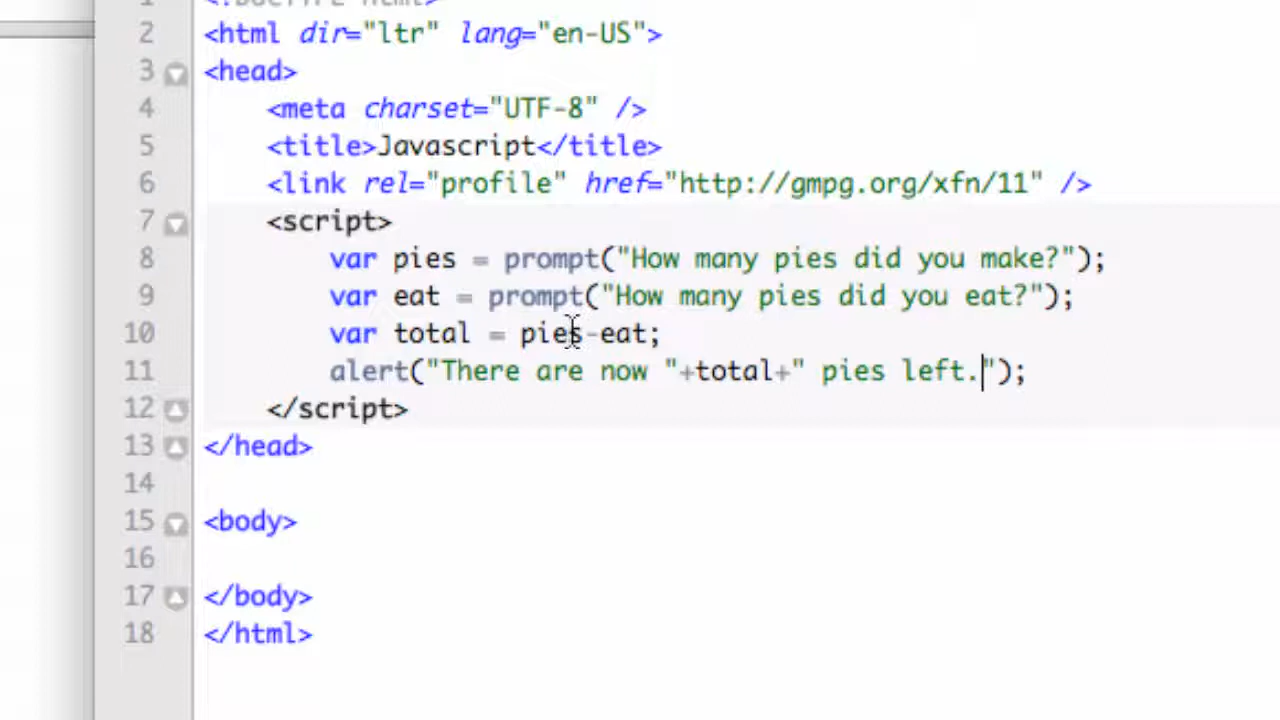 1 <!DOCTYPE html>
2 <html dir="ltr" lang="en-US">
3 <head>
4 <meta charset="UTF-8" />
5 <title>Javascript</title>
6 <link rel="profile" href="http://gmpg.org/xfn/11" />
7 <script>
8 var pies = prompt("How many pies did you make?");
9 var eat = prompt("How many pies did you eat?");
10 var total = pies-eat;
11 alert("There are now "+total+" pies left.");
12 </script>
13 </head>
14
15 <body>
16
17 </body>
18 </html>